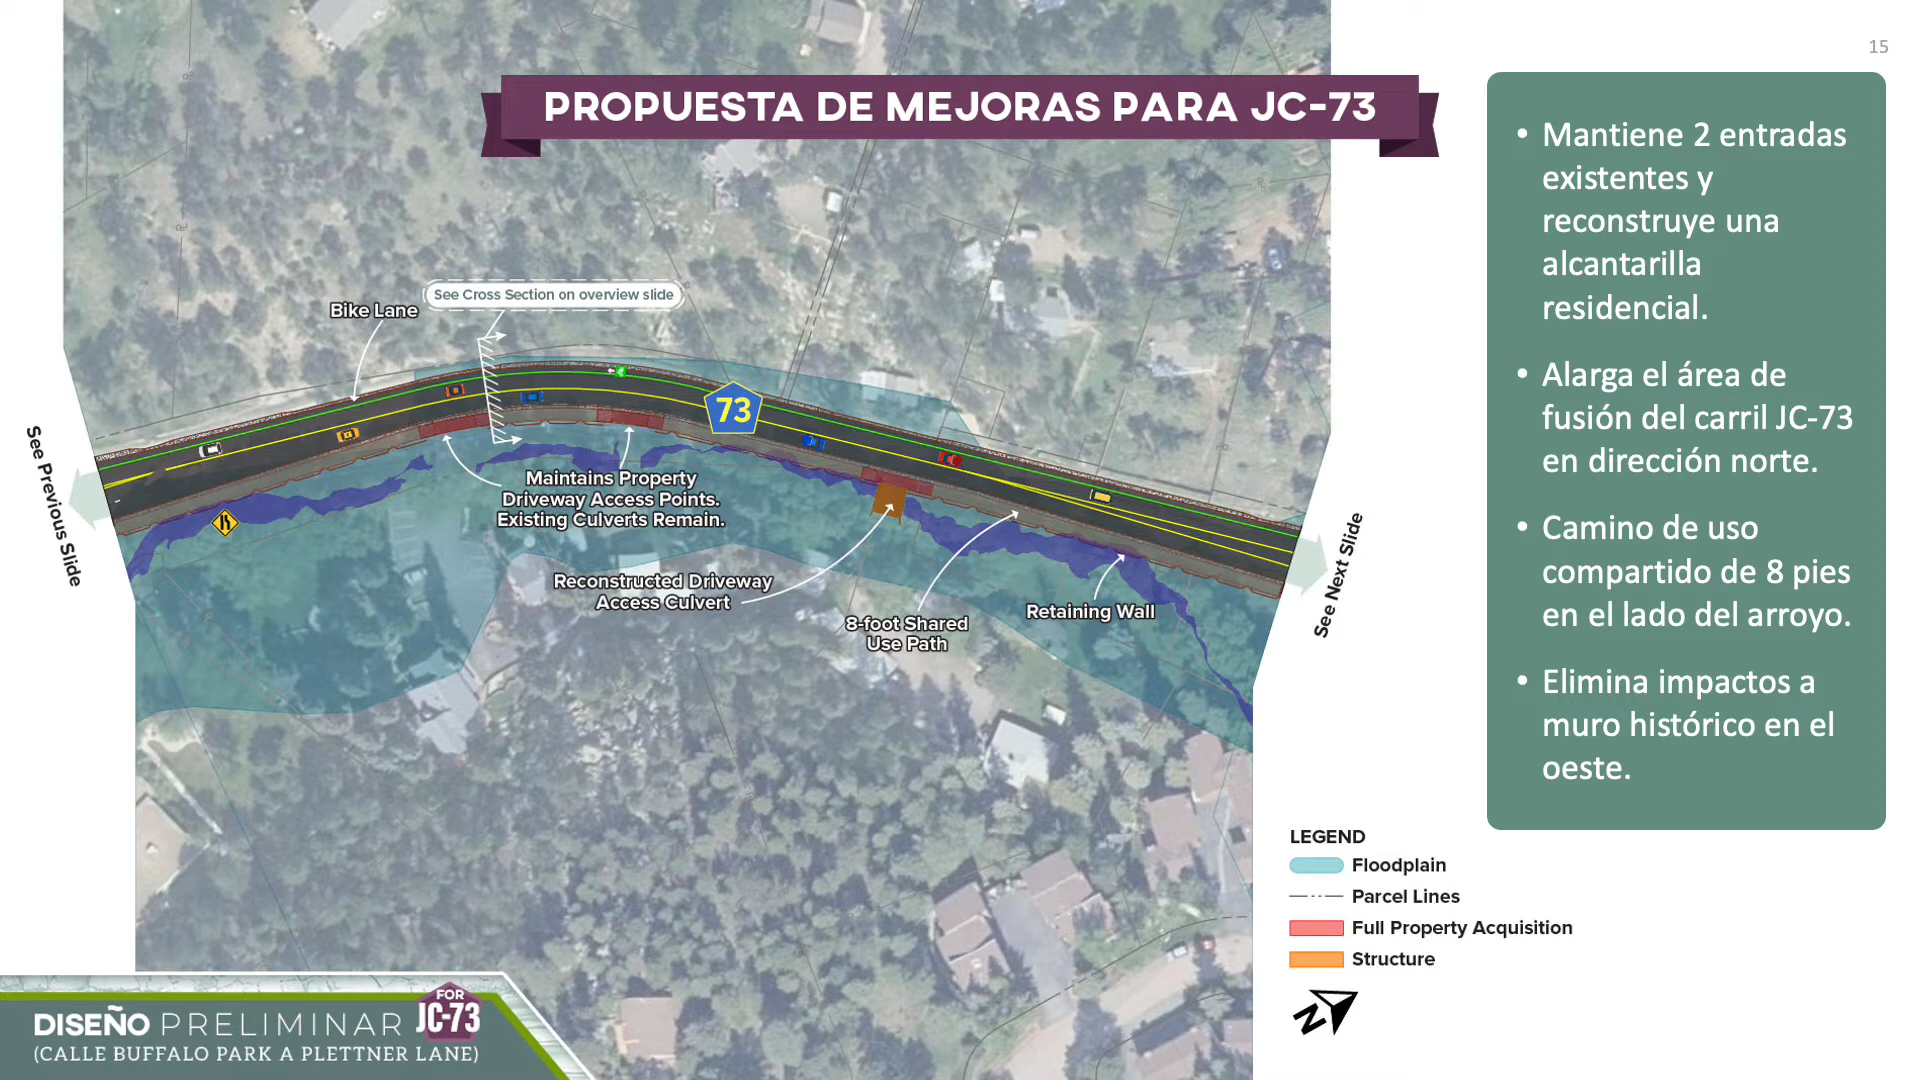 15
PROPUESTA DE MEJORAS PARA JC-73
• Mantiene 2 entradas
existentes y
reconstruye una
alcantarilla
residencial.
• Alarga el área de
fusión del carril JC-73
en dirección norte.
• Camino de uso
compartido de 8 pies
en el lado del arroyo.
• Elimina impactos a
muro histórico en el
oeste.
See Cross Section on overview slide
Bike Lane
73
See Previous Slide
Maintains Property
Driveway Access Points.
Existing Culverts Remain.
See Next Slide
Reconstructed Driveway
Access Culvert
8-foot Shared
Use Path
Retaining Wall
LEGEND
Floodplain
Parcel Lines
Full Property Acquisition
Structure
N
DISEÑO PRELIMINAR FOR JC-73
(CALLE BUFFALO PARK A PLETTNER LANE)